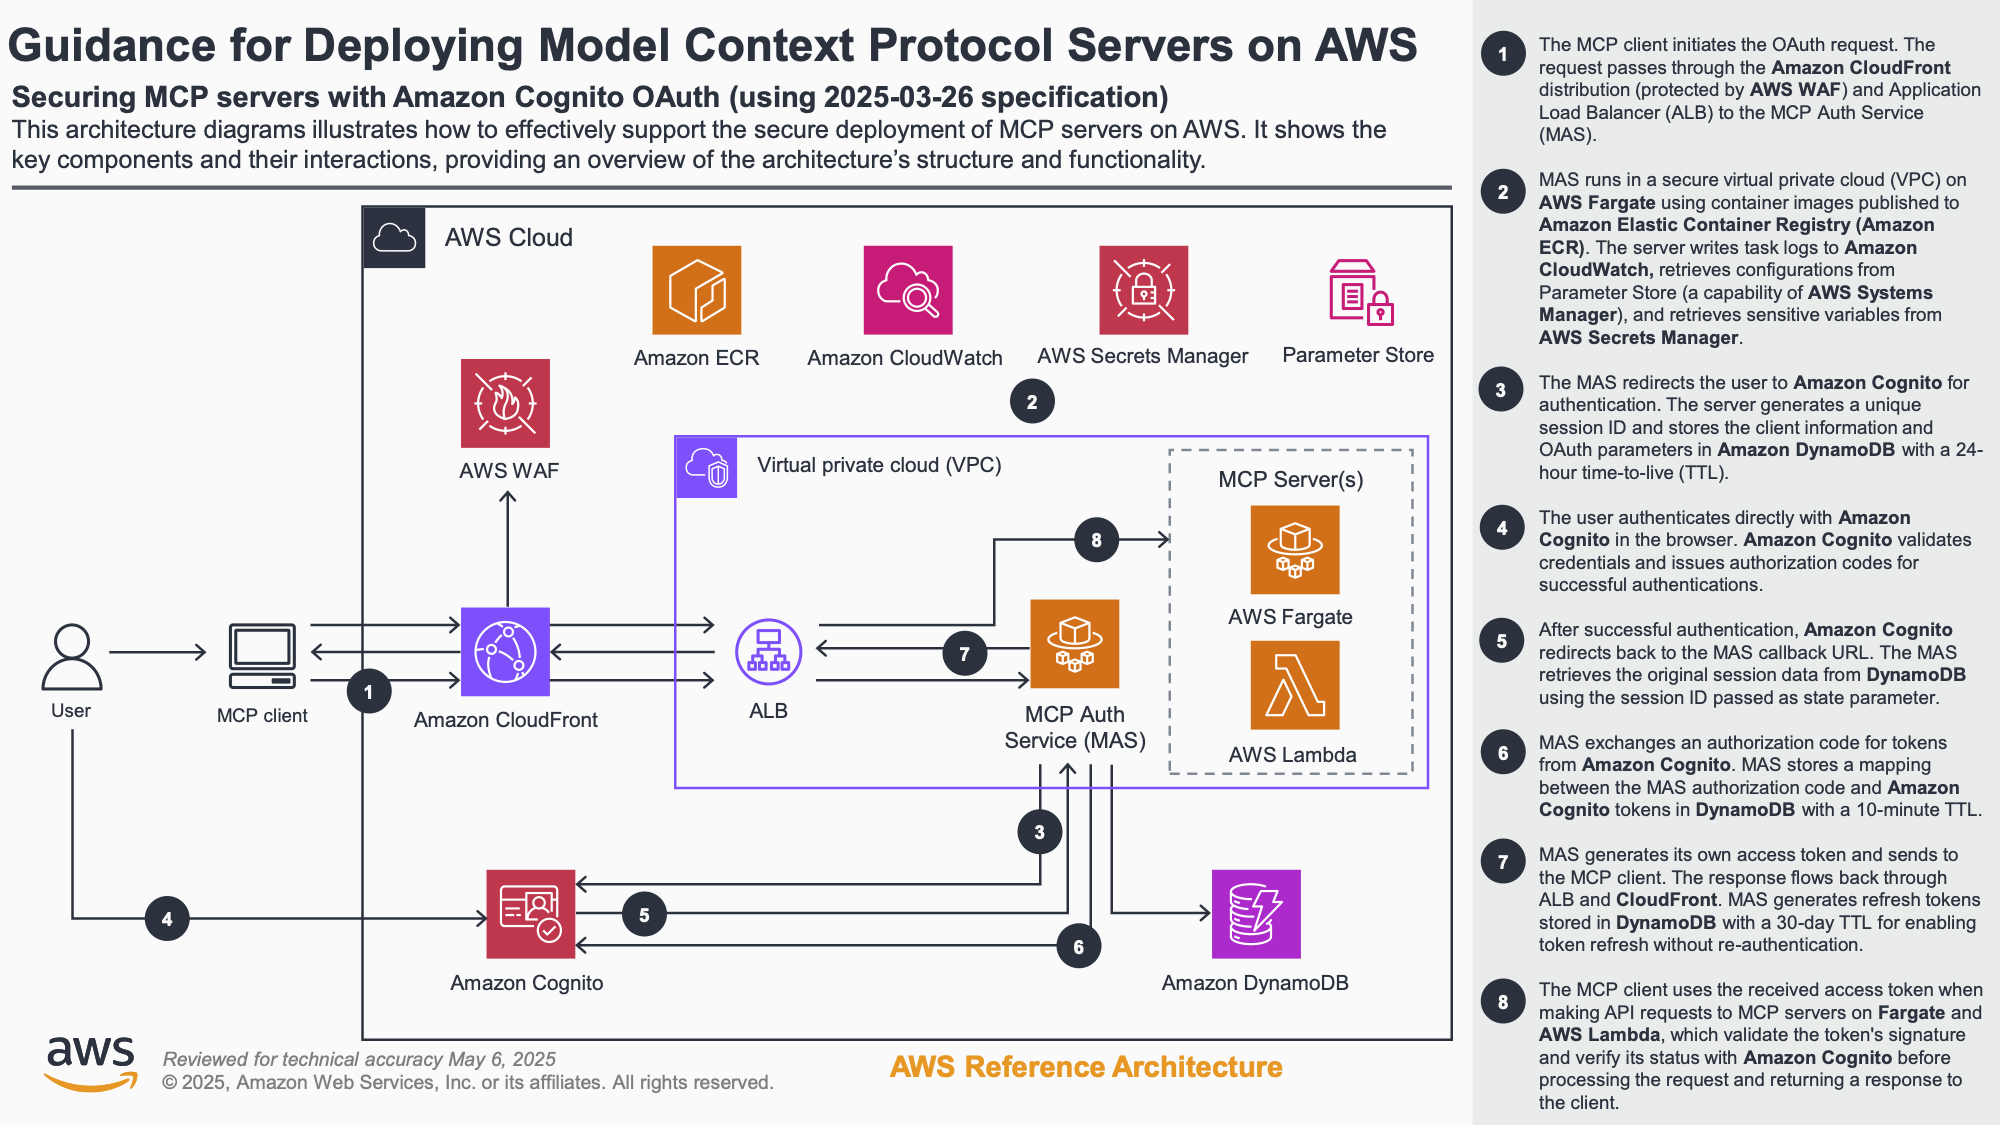 Guidance for Deploying Model Context Protocol Servers on AWS
Securing MCP servers with Amazon Cognito OAuth (using 2025-03-26 specification)
This architecture diagrams illustrates how to effectively support the secure deployment of MCP servers on AWS. It shows the
key components and their interactions, providing an overview of the architecture's structure and functionality.
AWS Cloud
Amazon ECR
Amazon CloudWatch
AWS Secrets Manager
Parameter Store
2
AWS WAF
Virtual private cloud (VPC)
MCP Server(s)
8
AWS Fargate
User
MCP client
1
Amazon CloudFront
ALB
7
MCP Auth
Service (MAS)
AWS Lambda
3
4
5
6
Amazon Cognito
Amazon DynamoDB
aws
Reviewed for technical accuracy May 6, 2025
© 2025, Amazon Web Services, Inc. or its affiliates. All rights reserved.
AWS Reference Architecture
1
The MCP client initiates the OAuth request. The
request passes through the Amazon CloudFront
distribution (protected by AWS WAF) and Application
Load Balancer (ALB) to the MCP Auth Service
(MAS).
2
MAS runs in a secure virtual private cloud (VPC) on
AWS Fargate using container images published to
Amazon Elastic Container Registry (Amazon
ECR). The server writes task logs to Amazon
CloudWatch, retrieves configurations from
Parameter Store (a capability of AWS Systems
Manager), and retrieves sensitive variables from
AWS Secrets Manager.
3
The MAS redirects the user to Amazon Cognito for
authentication. The server generates a unique
session ID and stores the client information and
OAuth parameters in Amazon DynamoDB with a 24-
hour time-to-live (TTL).
4
The user authenticates directly with Amazon
Cognito in the browser. Amazon Cognito validates
credentials and issues authorization codes for
successful authentications.
5
After successful authentication, Amazon Cognito
redirects back to the MAS callback URL. The MAS
retrieves the original session data from DynamoDB
using the session ID passed as state parameter.
6
MAS exchanges an authorization code for tokens
from Amazon Cognito. MAS stores a mapping
between the MAS authorization code and Amazon
Cognito tokens in DynamoDB with a 10-minute TTL.
7
MAS generates its own access token and sends to
the MCP client. The response flows back through
ALB and CloudFront. MAS generates refresh tokens
stored in DynamoDB with a 30-day TTL for enabling
token refresh without re-authentication.
8
The MCP client uses the received access token when
making API requests to MCP servers on Fargate and
AWS Lambda, which validate the token's signature
and verify its status with Amazon Cognito before
processing the request and returning a response to
the client.